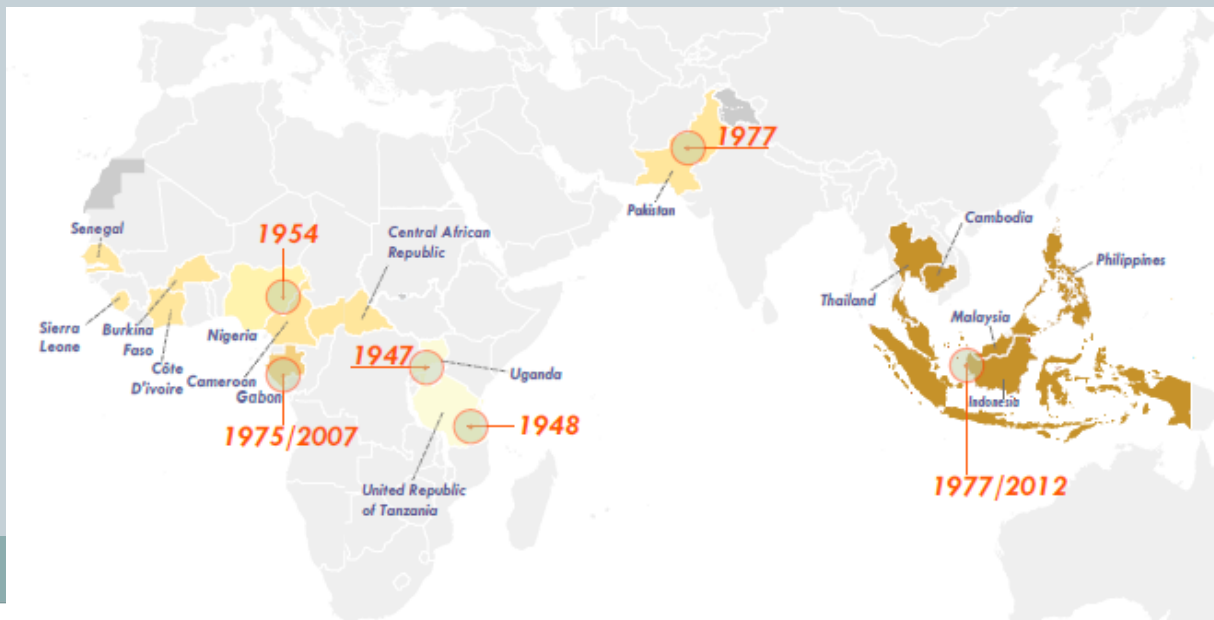 1977
Pakistan
Senegal
1954
Central African
Republic
Cambodia
Philippines
Thailand
Malaysia
Sierra
Leone
Burkina
Faso
Côte
D'ivoire
Nigeria
Cameroon
Gabon
1947
Uganda
Indonesia
1975/2007
1948
United Republic
of Tanzania
1977/2012